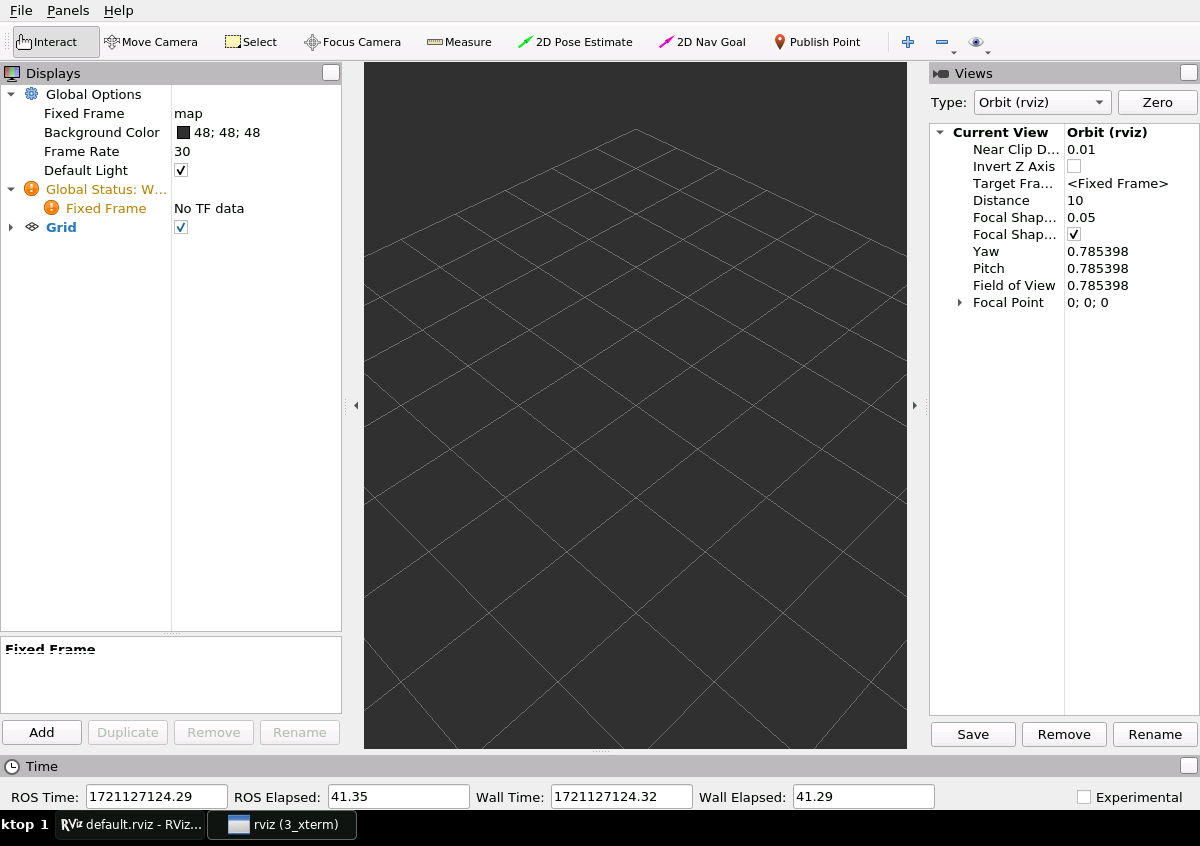 File Panels Help
Interact Move Camera Select Focus Camera Measure 2D Pose Estimate 2D Nav Goal Publish Point
Displays
Global Options
Fixed Frame map
Background Color 48; 48; 48
Frame Rate 30
Default Light
Global Status: W...
Fixed Frame No TF data
Grid
Fixed Frame
Add Duplicate Remove Rename
Views
Type: Orbit (rviz) Zero
Current View Orbit (rviz)
Near Clip D... 0.01
Invert Z Axis
Target Fra... <Fixed Frame>
Distance 10
Focal Shap... 0.05
Focal Shap...
Yaw 0.785398
Pitch 0.785398
Field of View 0.785398
Focal Point 0; 0; 0
Save Remove Rename
Time
ROS Time: 1721127124.29 ROS Elapsed: 41.35 Wall Time: 1721127124.32 Wall Elapsed: 41.29 Experimental
ktop 1 RViz default.rviz - RViz... rviz (3_xterm)